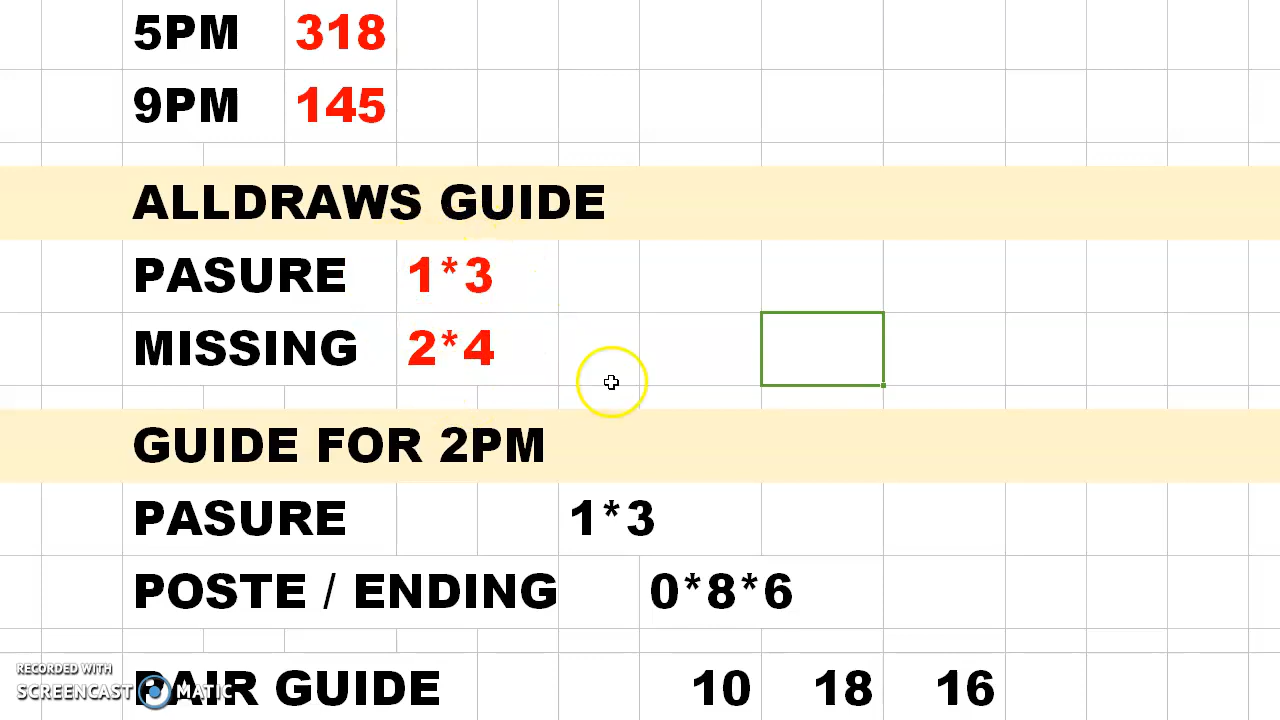 5PM 318
9PM 145
ALLDRAWS GUIDE
PASURE 1*3
MISSING 2*4
GUIDE FOR 2PM
PASURE 1*3
POSTE / ENDING 0*8*6
PAIR GUIDE 10 18 16
RECORDED WITH
SCREENCAST MATIC